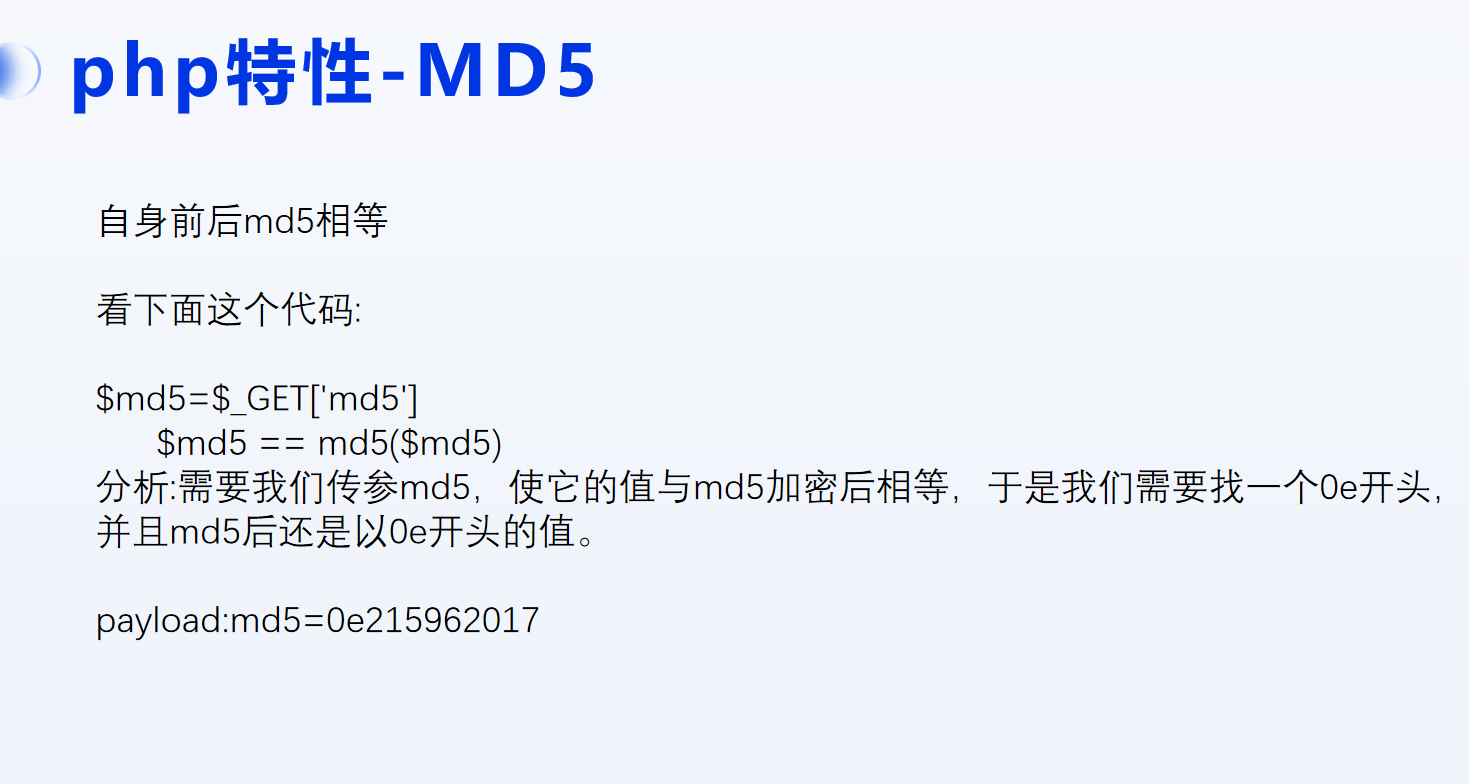 php特性-MD5
自身前后md5相等
看下面这个代码:
$md5=$_GET['md5']
$md5 == md5($md5)
分析:需要我们传参md5，使它的值与md5加密后相等，于是我们需要找一个0e开头，
并且md5后还是以0e开头的值。
payload:md5=0e215962017